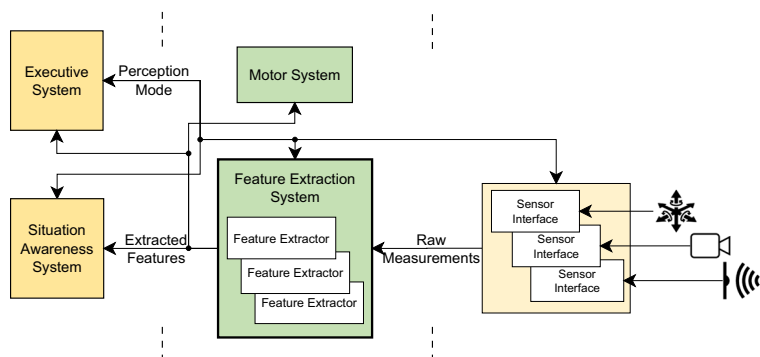 Executive
System
Perception
Mode
Motor System
Feature Extraction
System
Feature Extractor
Feature Extractor
Feature Extractor
Situation
Awareness
System
Extracted
Features
Raw
Measurements
Sensor
Interface
Sensor
Interface
Sensor
Interface